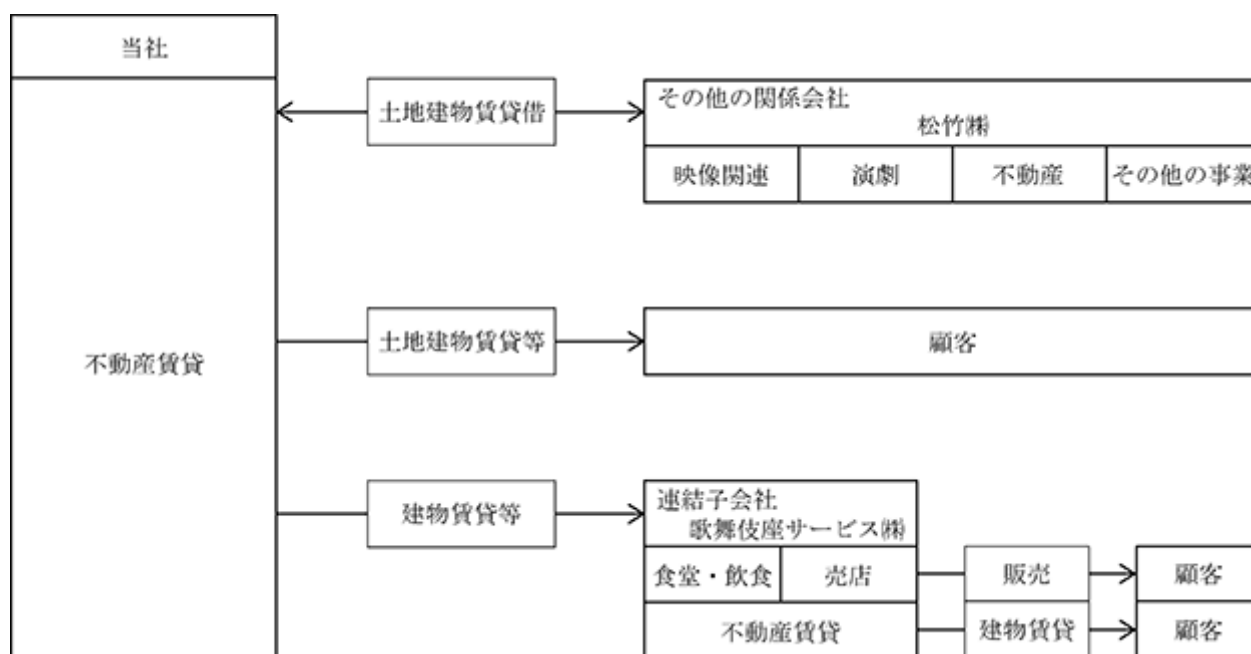 当社
不動産賃貸
土地建物賃貸借
その他の関係会社
松竹㈱
映像関連
演劇
不動産
その他の事業
土地建物賃貸等
顧客
建物賃貸等
連結子会社
歌舞伎座サービス㈱
食堂・飲食
売店
販売
顧客
不動産賃貸
建物賃貸
顧客